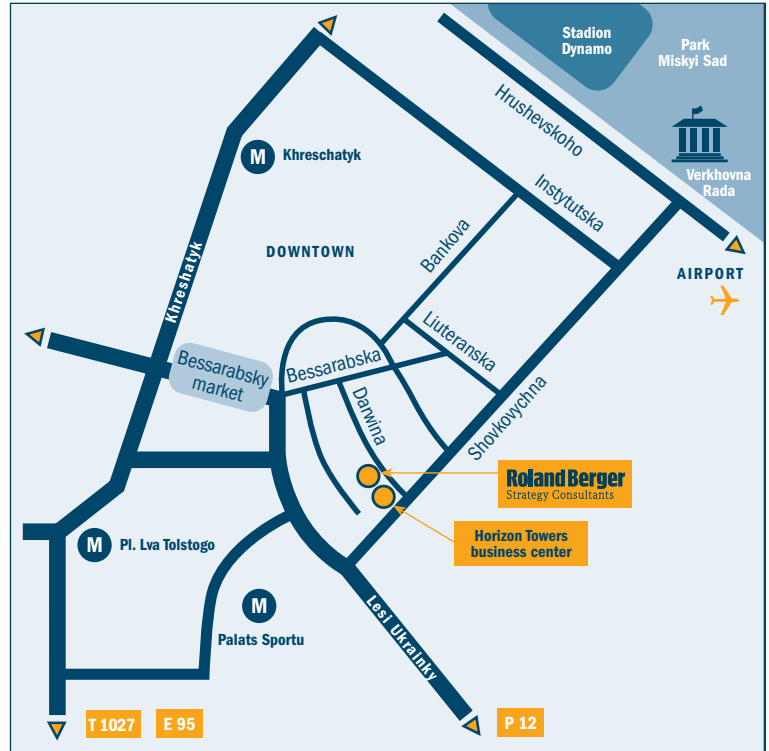 Stadion
Dynamo
Park
Miskyi Sad
Hrushevskoho
Verkhovna
Rada
M
Khreschatyk
Instytutska
Bankova
DOWNTOWN
AIRPORT
Khreshatyk
Liuteranska
Bessarabsky
market
Bessarabska
Darwina
Shovkovychna
Roland Berger
Strategy Consultants
Horizon Towers
business center
M
Pl. Lva Tolstogo
M
Palats Sportu
Lesi Ukrainky
T 1027
E 95
P 12